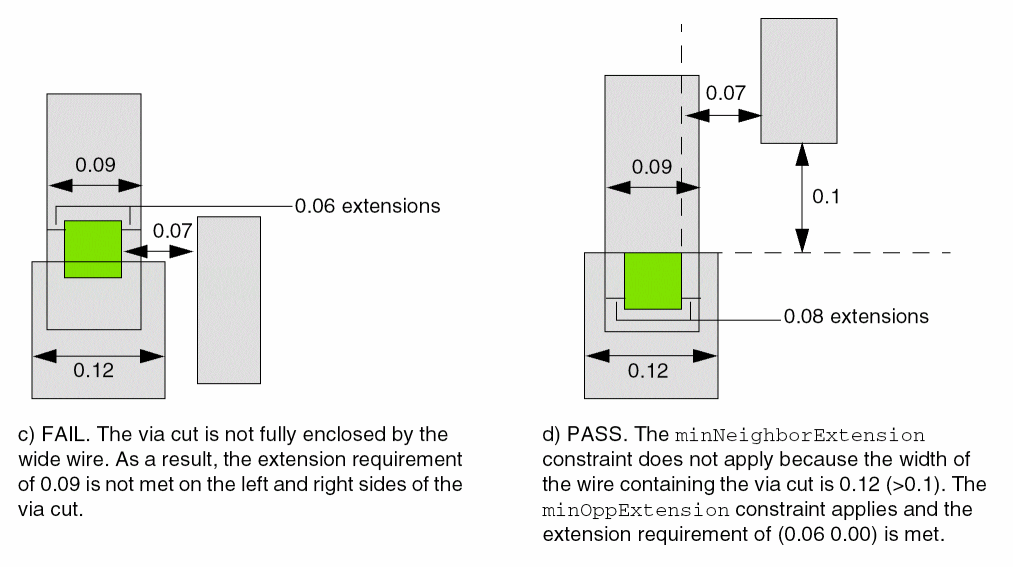 0.07
0.09
0.09
0.1
0.06 extensions
0.07
0.08 extensions
0.12
0.12
c) FAIL. The via cut is not fully enclosed by the
wide wire. As a result, the extension requirement
of 0.09 is not met on the left and right sides of the
via cut.
d) PASS. The minNeighborExtension
constraint does not apply because the width of
the wire containing the via cut is 0.12 (>0.1). The
minOppExtension constraint applies and the
extension requirement of (0.06 0.00) is met.